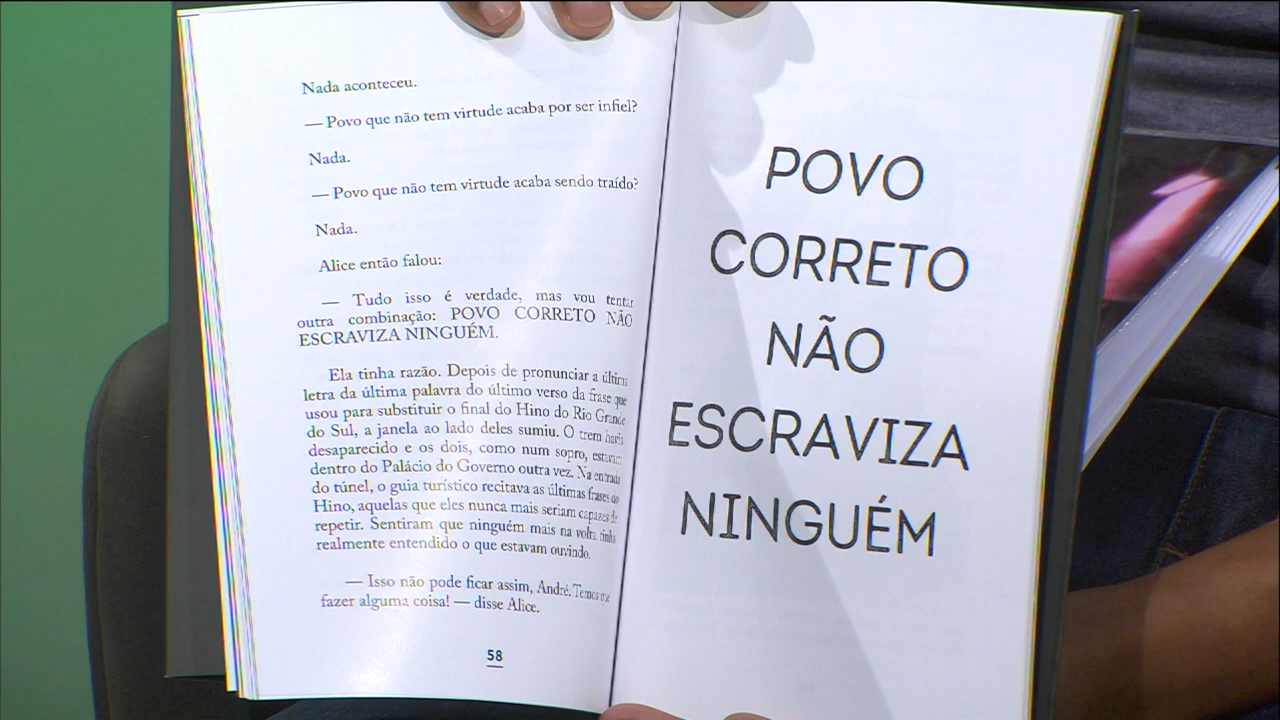 Nada aconteceu.
— Povo que não tem virtude acaba por ser infiel?
Nada.
— Povo que não tem virtude acaba sendo traído?
Nada.
Alice então falou:
— Tudo isso é verdade, mas vou tentar
outra combinação: POVO CORRETO NÃO
ESCRAVIZA NINGUÉM.
Ela tinha razão. Depois de pronunciar a última
letra da última palavra do último verso da frase que
usou para substituir o final do Hino do Rio Grande
do Sul, a janela ao lado deles sumiu. O trem havia
desaparecido e os dois, como num sopro, estavam
dentro do Palácio do Governo outra vez. Na entrada
do túnel, o guia turístico recitava as últimas frases do
Hino, aquelas que eles nunca mais seriam capazes de
repetir. Sentiram que ninguém mais na volta tinha
realmente entendido o que estavam ouvindo.
— Isso não pode ficar assim, André. Temos que
fazer alguma coisa! — disse Alice.
58
POVO
CORRETO
NÃO
ESCRAVIZA
NINGUÉM